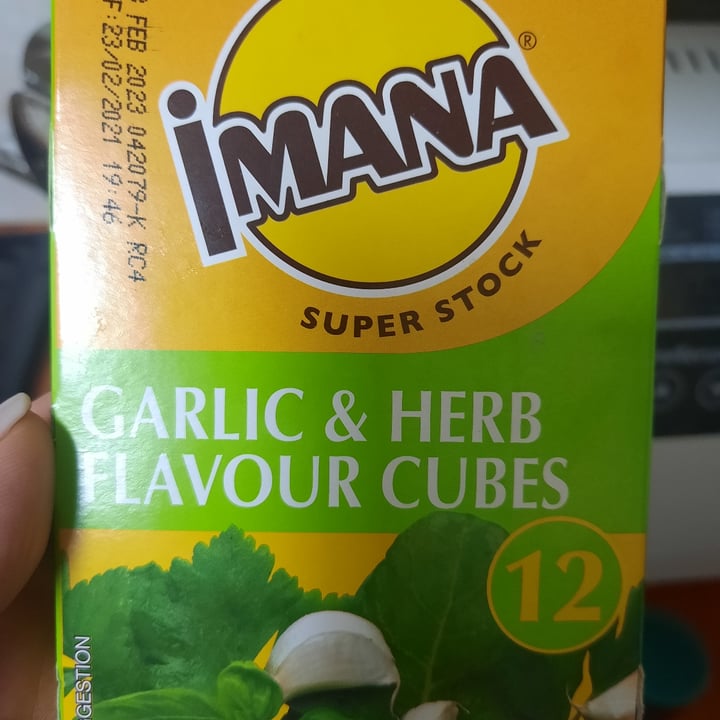 FEB 2023 042079-K RC4
F:23/02/2021 19:46
iMANA®
SUPER STOCK
GARLIC & HERB
FLAVOUR CUBES
12